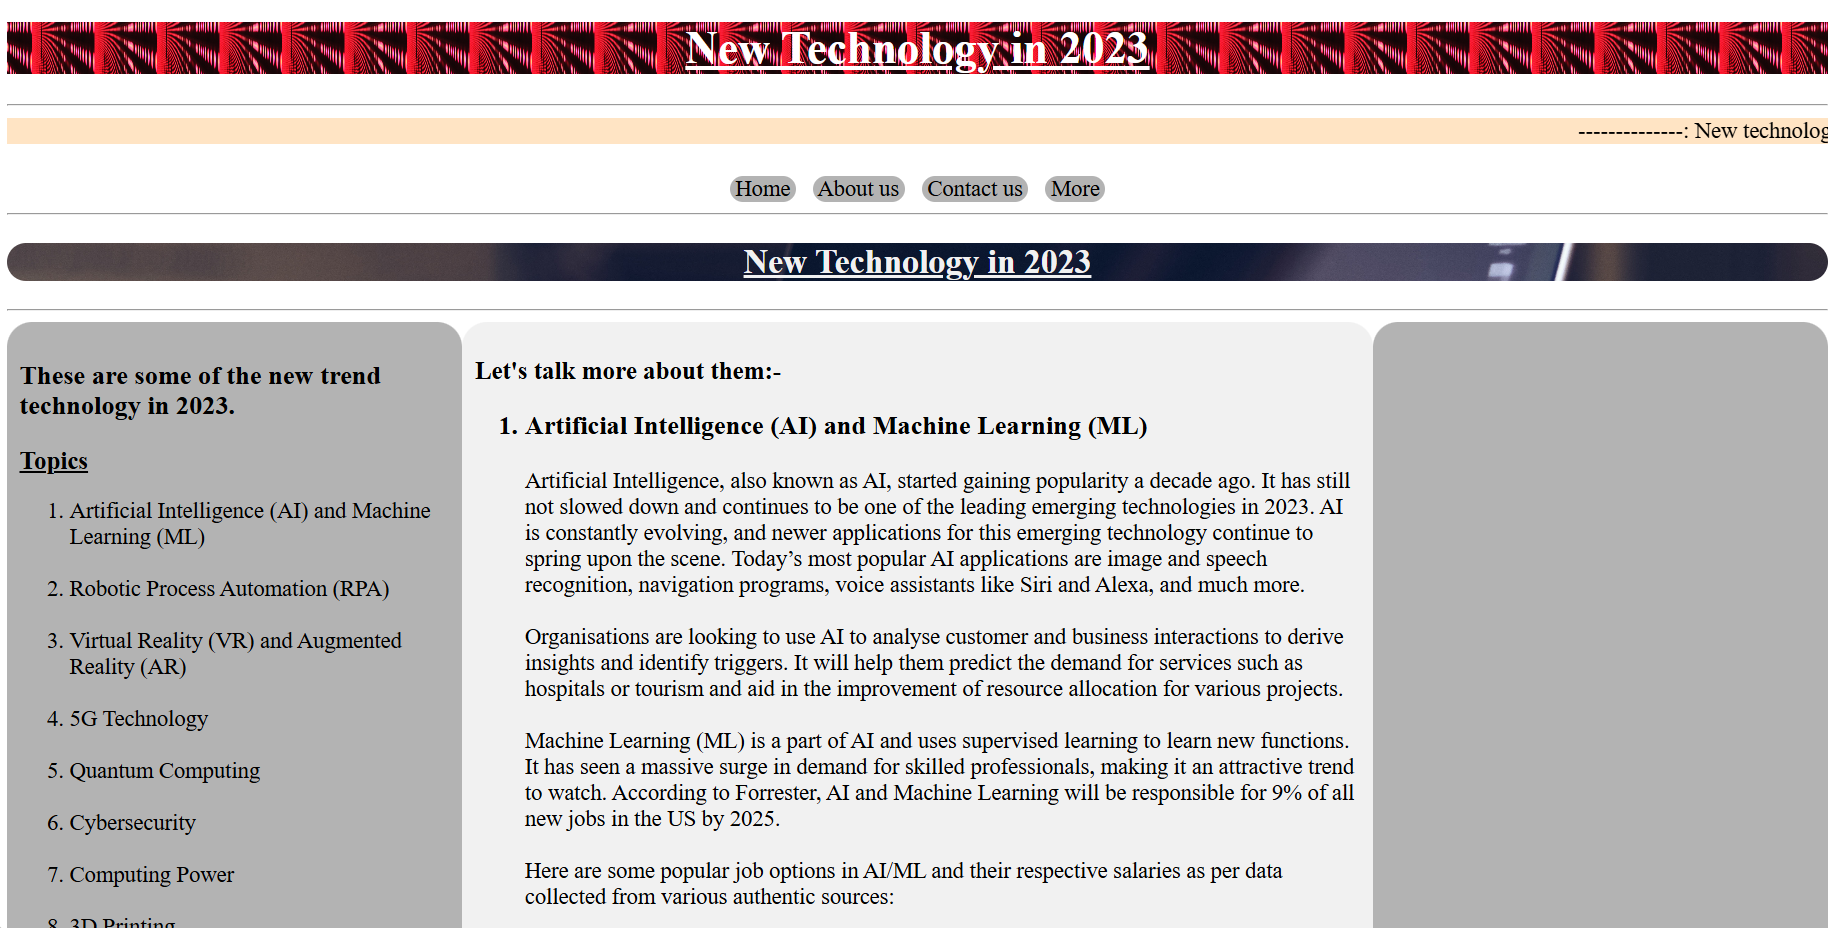 New Technology in 2023
--------------: New technolog
Home About us Contact us More
New Technology in 2023
These are some of the new trend
technology in 2023.
Topics
1. Artificial Intelligence (AI) and Machine
Learning (ML)
2. Robotic Process Automation (RPA)
3. Virtual Reality (VR) and Augmented
Reality (AR)
4. 5G Technology
5. Quantum Computing
6. Cybersecurity
7. Computing Power
8. 3D Printing
Let's talk more about them:-
1. Artificial Intelligence (AI) and Machine Learning (ML)
Artificial Intelligence, also known as AI, started gaining popularity a decade ago. It has still
not slowed down and continues to be one of the leading emerging technologies in 2023. AI
is constantly evolving, and newer applications for this emerging technology continue to
spring upon the scene. Today’s most popular AI applications are image and speech
recognition, navigation programs, voice assistants like Siri and Alexa, and much more.
Organisations are looking to use AI to analyse customer and business interactions to derive
insights and identify triggers. It will help them predict the demand for services such as
hospitals or tourism and aid in the improvement of resource allocation for various projects.
Machine Learning (ML) is a part of AI and uses supervised learning to learn new functions.
It has seen a massive surge in demand for skilled professionals, making it an attractive trend
to watch. According to Forrester, AI and Machine Learning will be responsible for 9% of all
new jobs in the US by 2025.
Here are some popular job options in AI/ML and their respective salaries as per data
collected from various authentic sources: